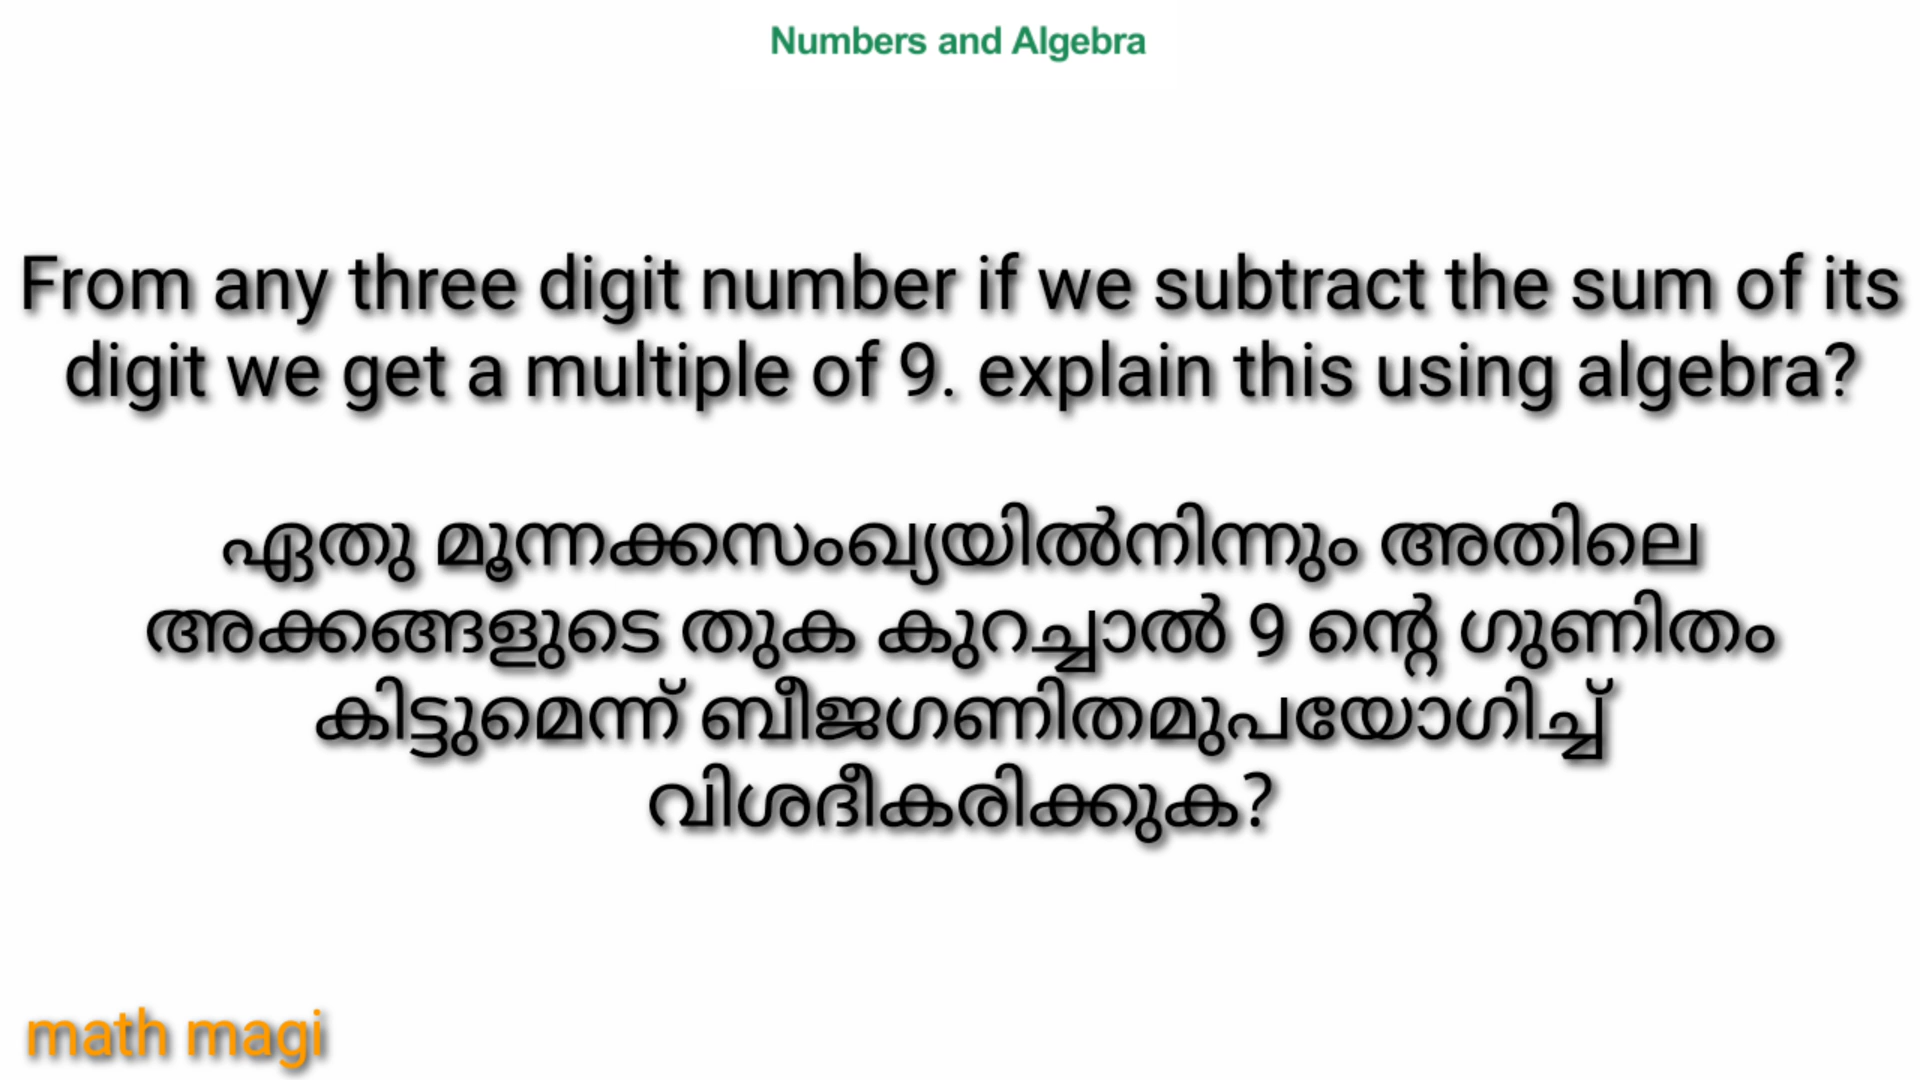 Numbers and Algebra
From any three digit number if we subtract the sum of its
digit we get a multiple of 9. explain this using algebra?
ഏതു മൂന്നക്കസംഖ്യയിൽനിന്നും അതിലെ
അക്കങ്ങളുടെ തുക കുറച്ചാൽ 9 ന്റെ ഗുണിതം
കിട്ടുമെന്ന് ബീജഗണിതമുപയോഗിച്ച്
വിശദീകരിക്കുക?
math magi